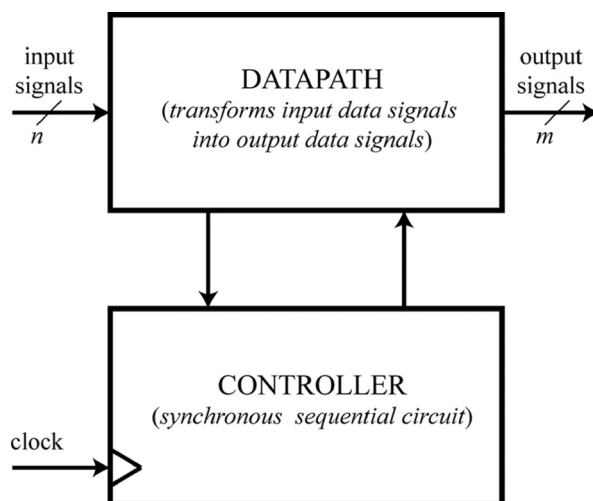 input
signals
n
DATAPATH
(transforms input data signals
into output data signals)
output
signals
m
CONTROLLER
(synchronous sequential circuit)
clock